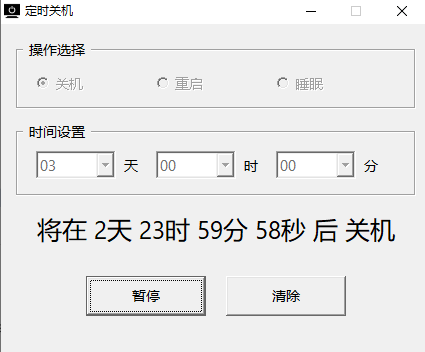 定时关机
操作选择
关机 重启 睡眠
时间设置
03 天 00 时 00 分
将在 2天 23时 59分 58秒 后 关机
暂停 清除